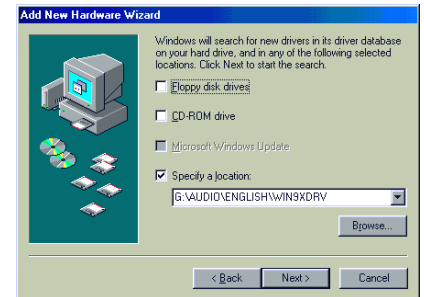 Add New Hardware Wizard
Windows will search for new drivers in its driver database
on your hard drive, and in any of the following selected
locations. Click Next to start the search.
Floppy disk drives
CD-ROM drive
Microsoft Windows Update
Specify a location:
G:\AUDIO\ENGLISH\WIN9XDRV
Browse...
< Back
Next >
Cancel